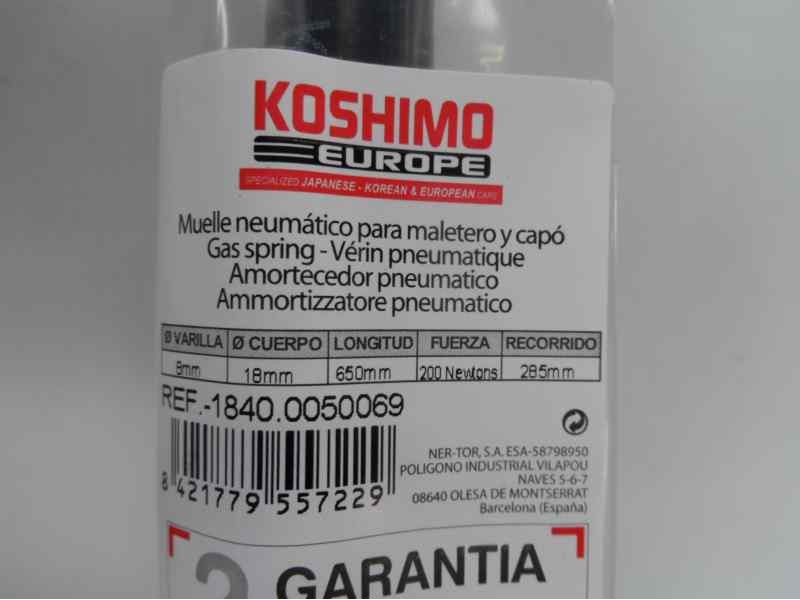 KOSHIMO
EUROPE
SPECIALIZED JAPANESE - KOREAN & EUROPEAN CARS
Muelle neumático para maletero y capó
Gas spring - Vérin pneumatique
Amortecedor pneumatico
Ammortizzatore pneumatico
Ø VARILLA Ø CUERPO LONGITUD FUERZA RECORRIDO
8mm 18mm 650mm 200 Newtons 285mm
REF.-1840.0050069
8 421779 557229
NER-TOR, S.A. ESA-58798950
POLIGONO INDUSTRIAL VILAPOU
NAVES 5-6-7
08640 OLESA DE MONTSERRAT
Barcelona (España)
2 GARANTIA